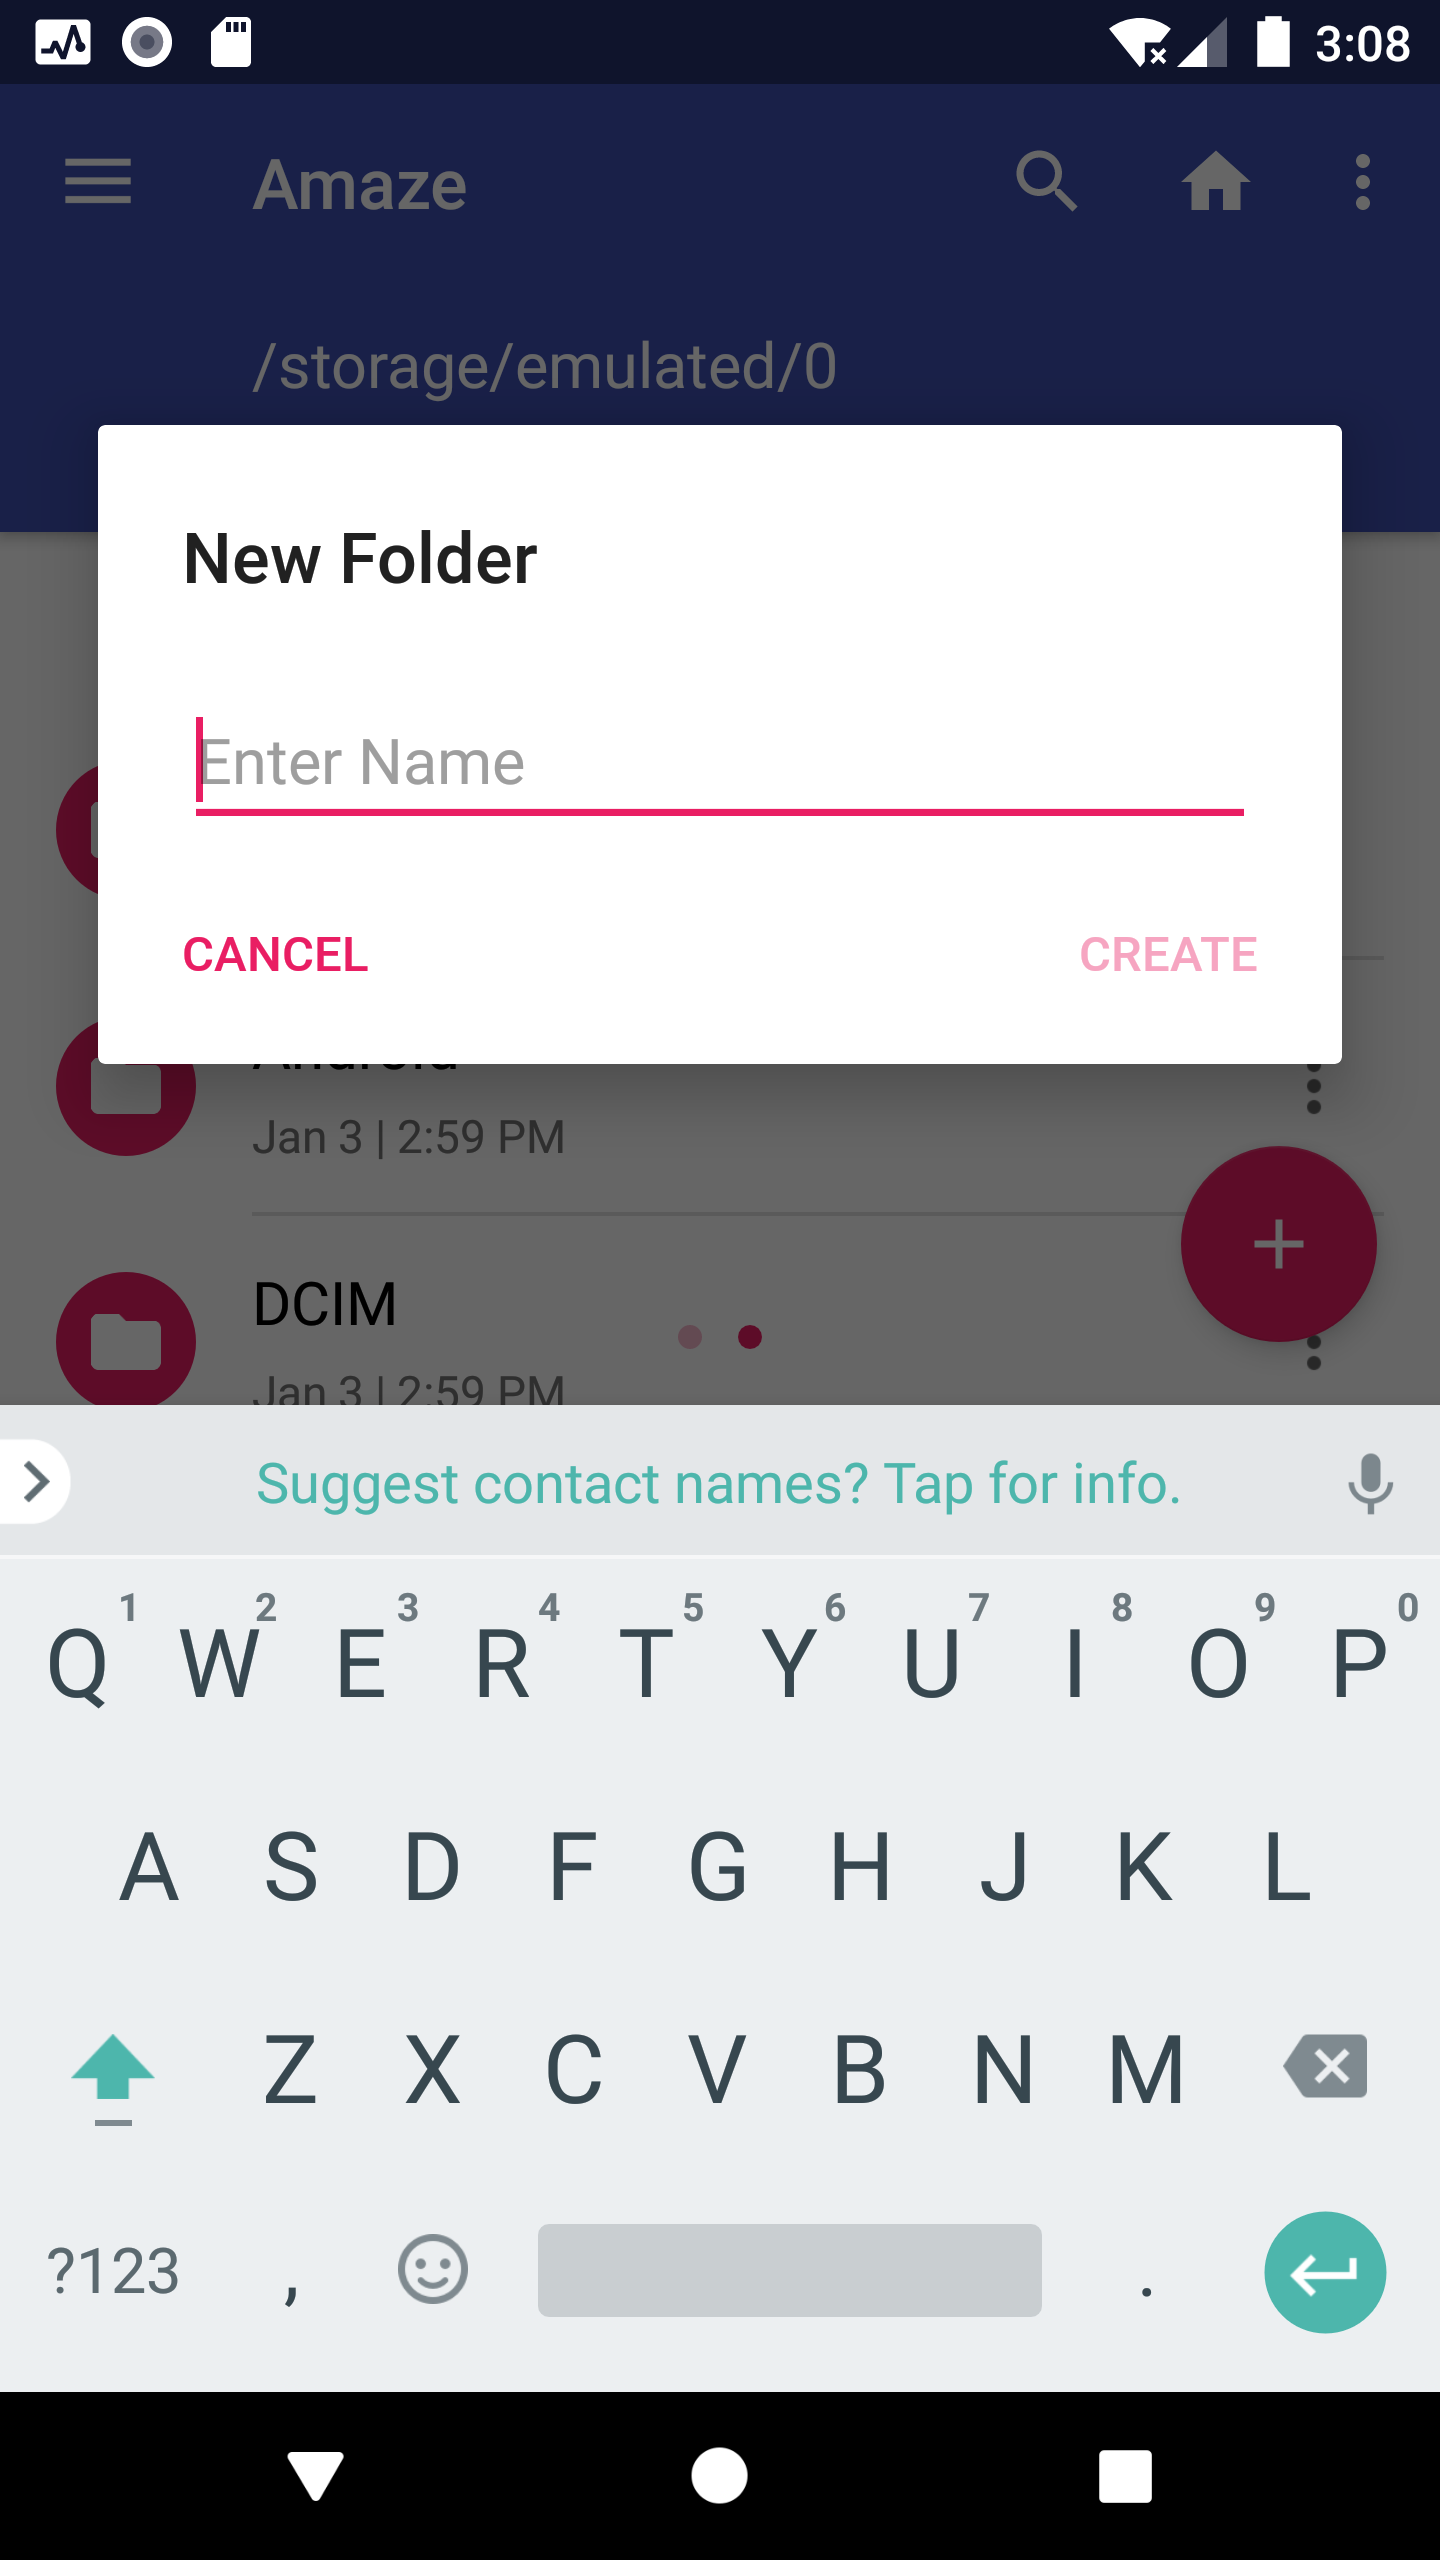 3:08
Amaze
/storage/emulated/0
New Folder
Enter Name
CANCEL CREATE
Android
Jan 3 | 2:59 PM
DCIM
Jan 3 | 2:59 PM
Suggest contact names? Tap for info.
1 2 3 4 5 6 7 8 9 0
Q W E R T Y U I O P
A S D F G H J K L
Z X C V B N M
?123 , .